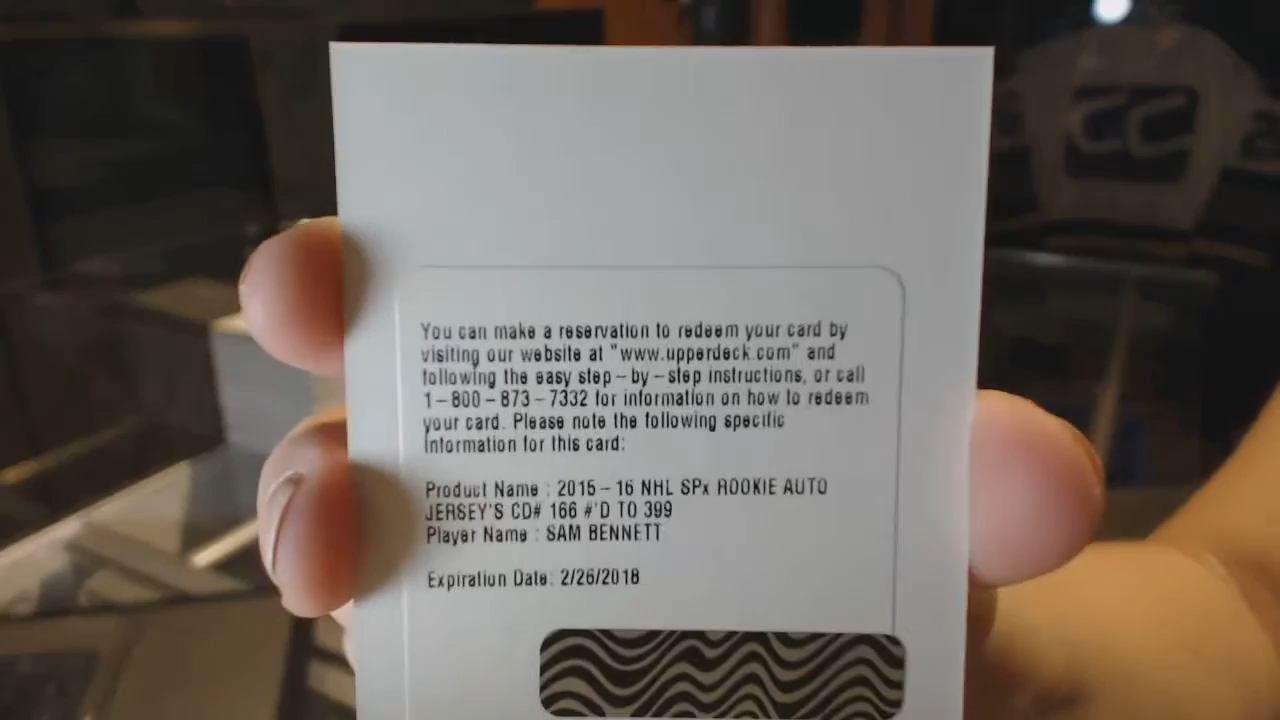 You can make a reservation to redeem your card by
visiting our website at "www.upperdeck.com" and
following the easy step-by-step instructions, or call
1-800-873-7332 for information on how to redeem
your card. Please note the following specific
information for this card:
Product Name : 2015-16 NHL SPx ROOKIE AUTO
JERSEY'S CD# 166 #'D TO 399
Player Name : SAM BENNETT
Expiration Date: 2/26/2018